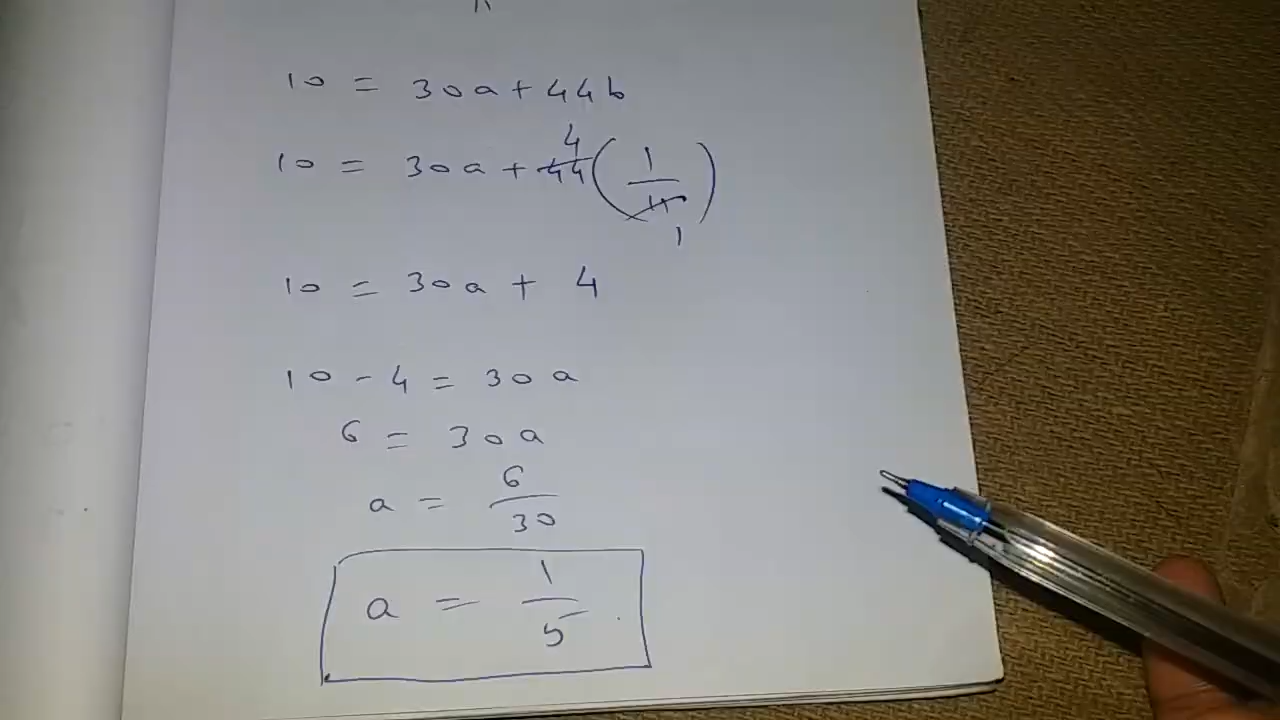 10 = 30a + 44b
10 = 30a + 44 4 (1/11 1)
10 = 30a + 4
10 - 4 = 30a
6 = 30a
a = 6/30
a = 1/5